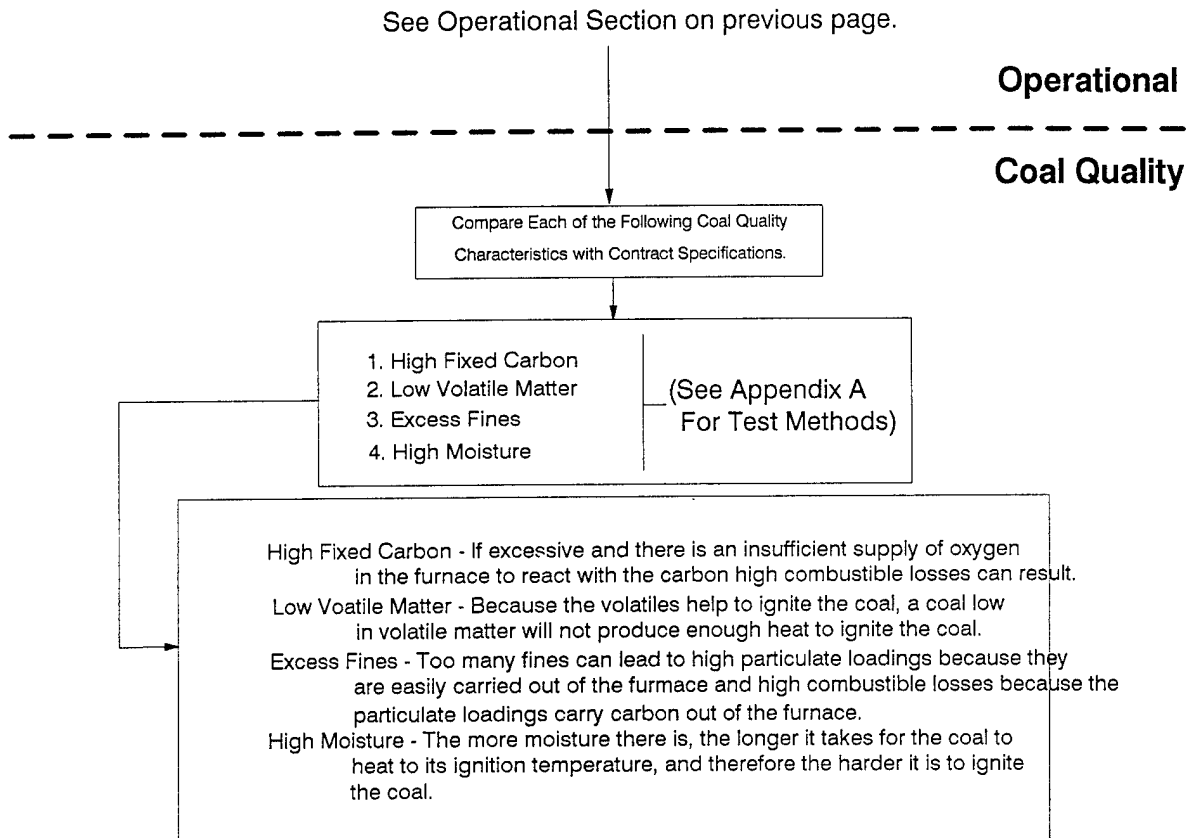 See Operational Section on previous page.
Operational
Coal Quality
Compare Each of the Following Coal Quality
Characteristics with Contract Specifications.
1. High Fixed Carbon
2. Low Volatile Matter
3. Excess Fines
4. High Moisture
(See Appendix A
For Test Methods)
High Fixed Carbon - If excessive and there is an insufficient supply of oxygen
in the furnace to react with the carbon high combustible losses can result.
Low Voatile Matter - Because the volatiles help to ignite the coal, a coal low
in volatile matter will not produce enough heat to ignite the coal.
Excess Fines - Too many fines can lead to high particulate loadings because they
are easily carried out of the furmace and high combustible losses because the
particulate loadings carry carbon out of the furnace.
High Moisture - The more moisture there is, the longer it takes for the coal to
heat to its ignition temperature, and therefore the harder it is to ignite
the coal.